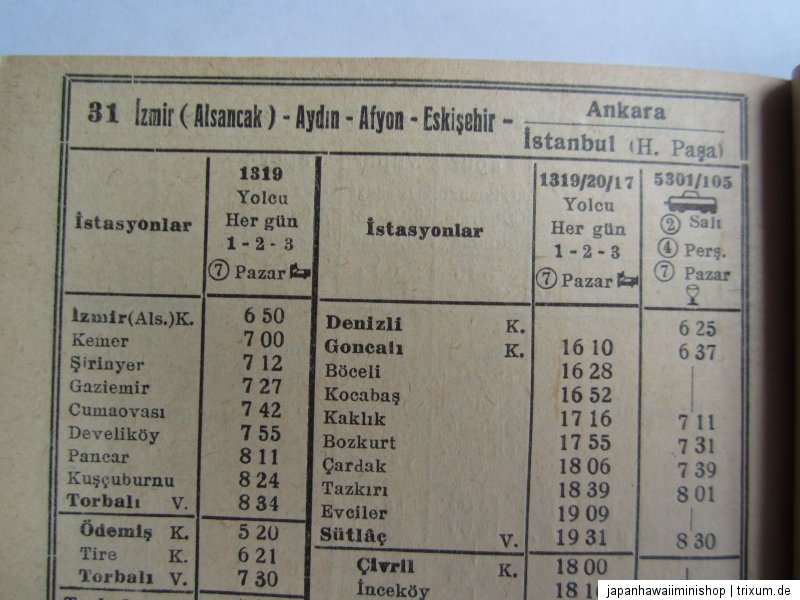 31 İzmir ( Alsancak ) - Aydın - Afyon - Eskişehir - Ankara
İstanbul (H. Paşa)
İstasyonlar
1319
Yolcu
Her gün
1 - 2 - 3
⑦ Pazar
İzmir(Als.)K. 6 50
Kemer 7 00
Şirinyer 7 12
Gaziemir 7 27
Cumaovası 7 42
Develiköy 7 55
Pancar 8 11
Kuşçuburnu 8 24
Torbalı V. 8 34
Ödemiş K. 5 20
Tire K. 6 21
Torbalı V. 7 30
İstasyonlar
1319/20/17
Yolcu
Her gün
1 - 2 - 3
⑦ Pazar
5301/105
② Salı
④ Perş.
⑦ Pazar
Denizli K. 6 25
Goncalı K. 16 10 6 37
Böceli 16 28
Kocabaş 16 52
Kaklık 17 16 7 11
Bozkurt 17 55 7 31
Çardak 18 06 7 39
Tazkırı 18 39 8 01
Evciler 19 09
Sütlâç V. 19 31 8 30
Çivril K. 18 00
İnceköy
japanhawaiiminishop | trixum.de